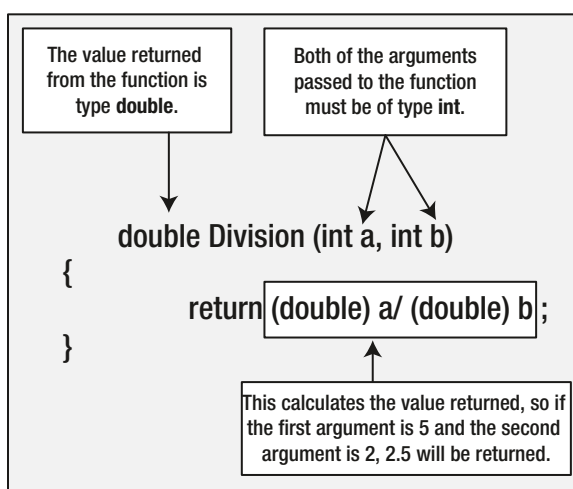 The value returned
from the function is
type double.
Both of the arguments
passed to the function
must be of type int.
double Division (int a, int b)
{
return (double) a/ (double) b ;
}
This calculates the value returned, so if
the first argument is 5 and the second
argument is 2, 2.5 will be returned.